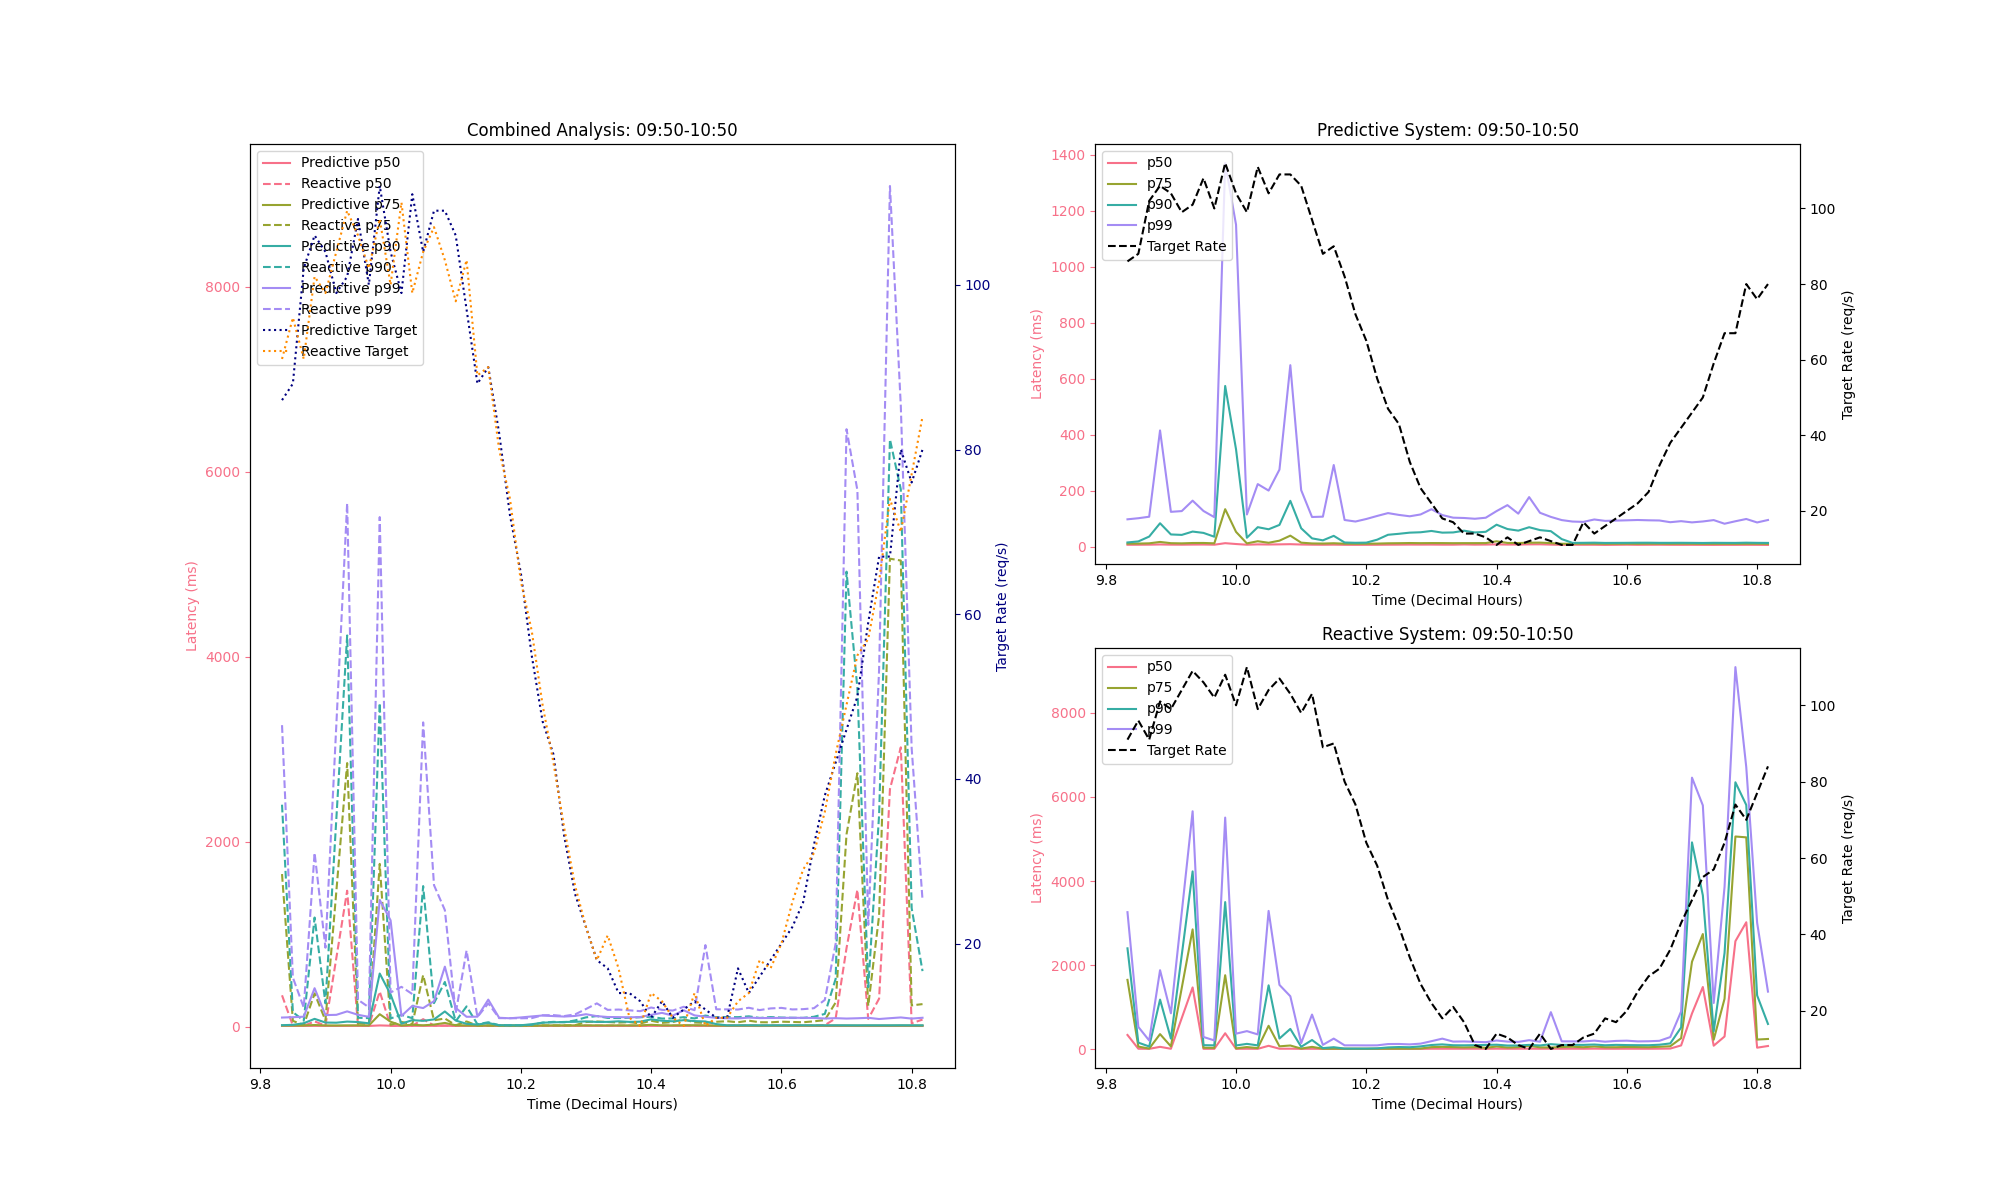 Combined Analysis: 09:50-10:50
Predictive p50
Reactive p50
Predictive p75
Reactive p75
Predictive p90
Reactive p90
Predictive p99
Reactive p99
Predictive Target
Reactive Target
8000
6000
4000
2000
0
Latency (ms)
100
80
60
40
20
Target Rate (req/s)
9.8 10.0 10.2 10.4 10.6 10.8
Time (Decimal Hours)
Predictive System: 09:50-10:50
p50
p75
p90
p99
Target Rate
1400
1200
1000
800
600
400
200
0
Latency (ms)
100
80
60
40
20
Target Rate (req/s)
9.8 10.0 10.2 10.4 10.6 10.8
Time (Decimal Hours)
Reactive System: 09:50-10:50
p50
p75
p90
p99
Target Rate
8000
6000
4000
2000
0
Latency (ms)
100
80
60
40
20
Target Rate (req/s)
9.8 10.0 10.2 10.4 10.6 10.8
Time (Decimal Hours)